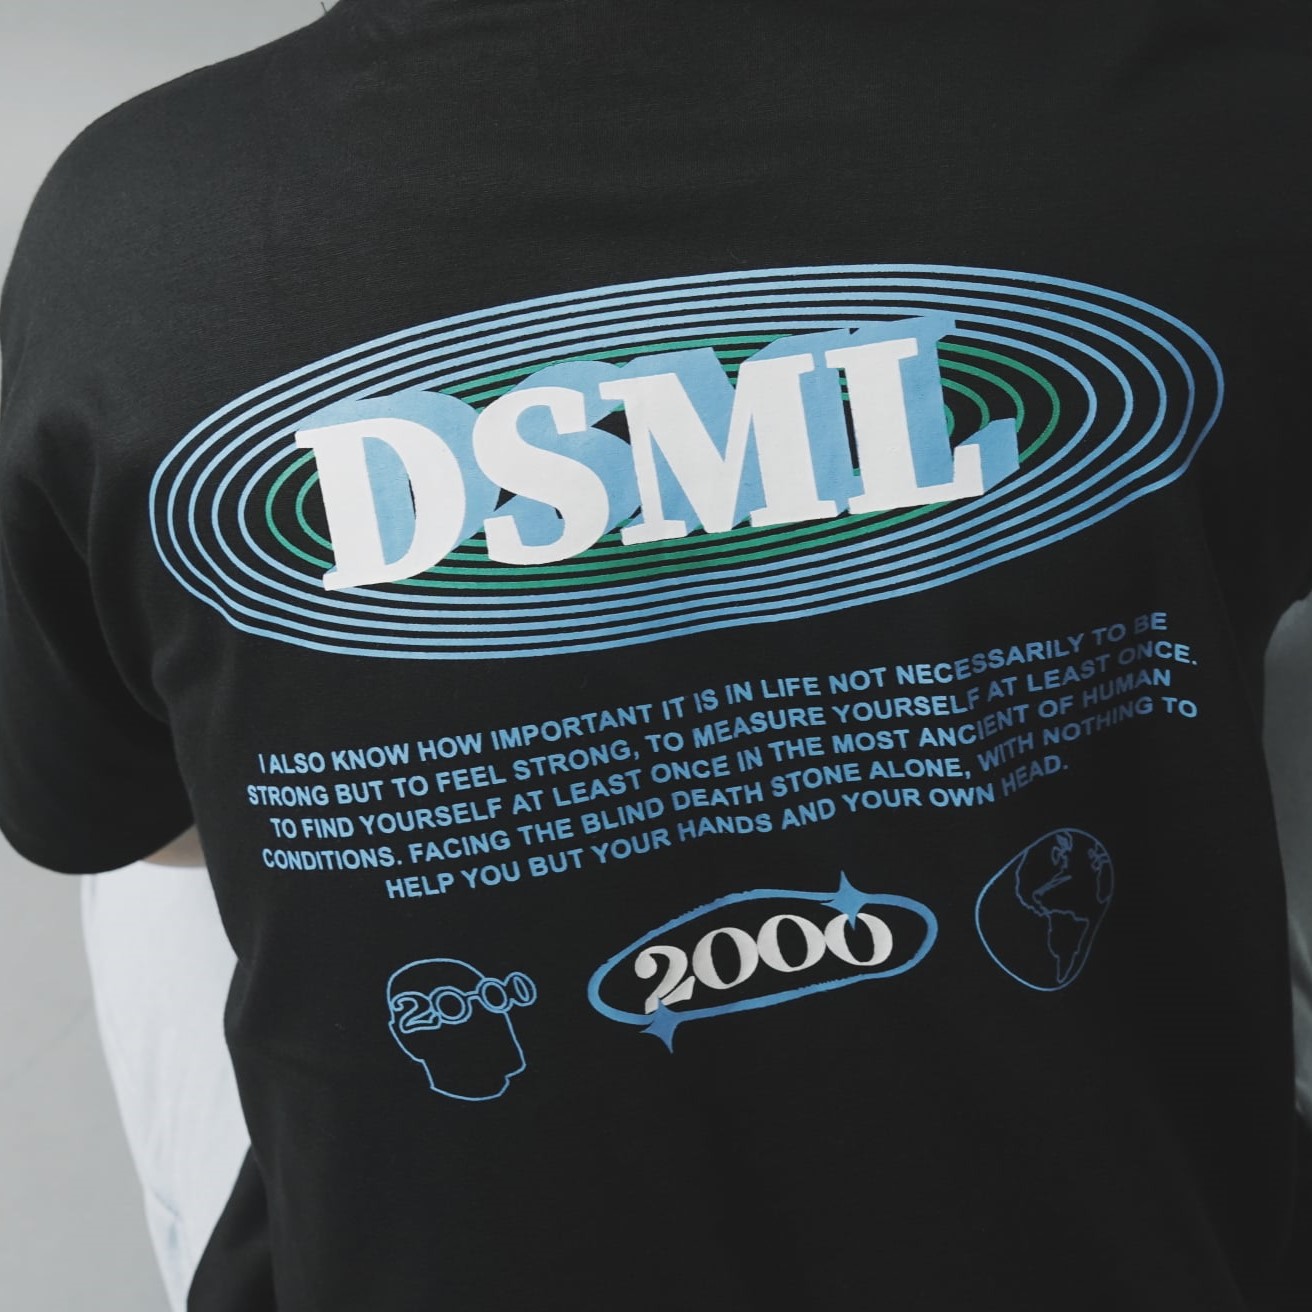 DSML
I ALSO KNOW HOW IMPORTANT IT IS IN LIFE NOT NECESSARILY TO BE
STRONG BUT TO FEEL STRONG, TO MEASURE YOURSELF AT LEAST ONCE.
TO FIND YOURSELF AT LEAST ONCE IN THE MOST ANCIENT OF HUMAN
CONDITIONS. FACING THE BLIND DEATH STONE ALONE, WITH NOTHING TO
HELP YOU BUT YOUR HANDS AND YOUR OWN HEAD.
2000
2000